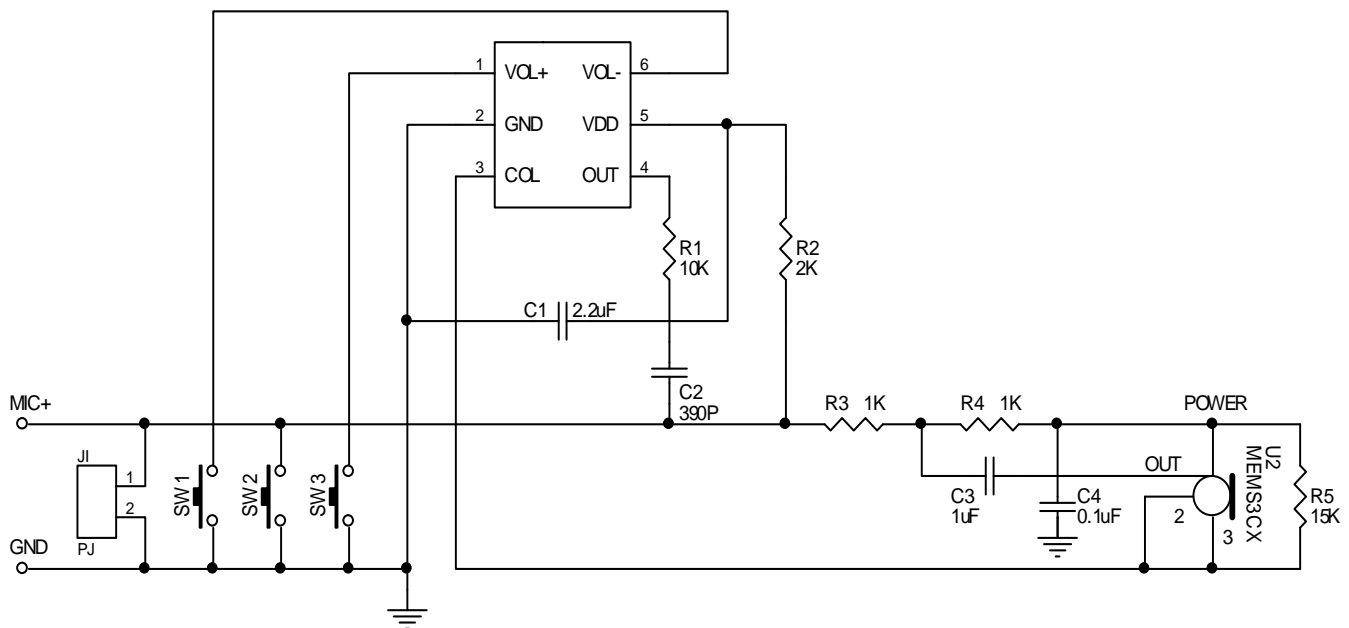 1 VOL+ VOL- 6
2 GND VDD 5
3 COL OUT 4
R1
10K
R2
2K
C1 2.2uF
C2
390P
MIC+
R3 1K
R4 1K
POWER
JI
1
2
PJ
SW1
SW2
SW3
OUT
C3
1uF
C4
0.1uF
2
3
U2
MEMS3CX
R5
15K
GND